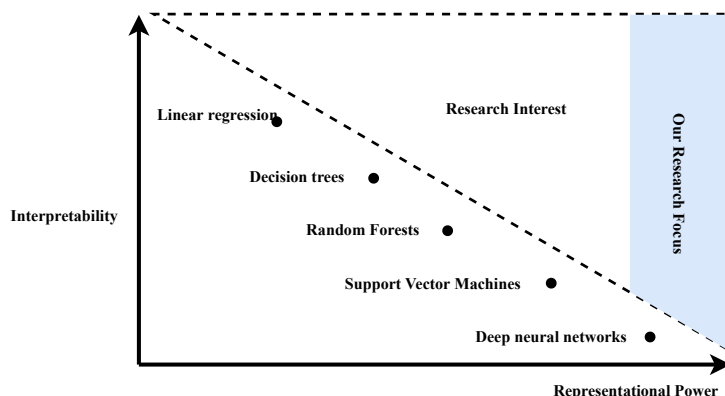 Linear regression
Research Interest
Our Research Focus
Decision trees
Interpretability
Random Forests
Support Vector Machines
Deep neural networks
Representational Power